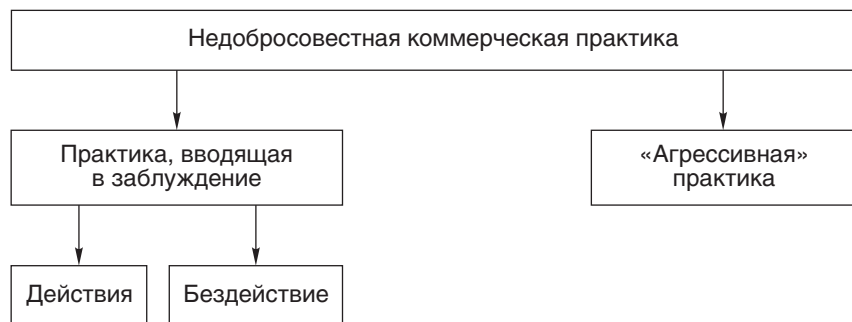 Недобросовестная коммерческая практика
Практика, вводящая
в заблуждение
«Агрессивная»
практика
Действия
Бездействие